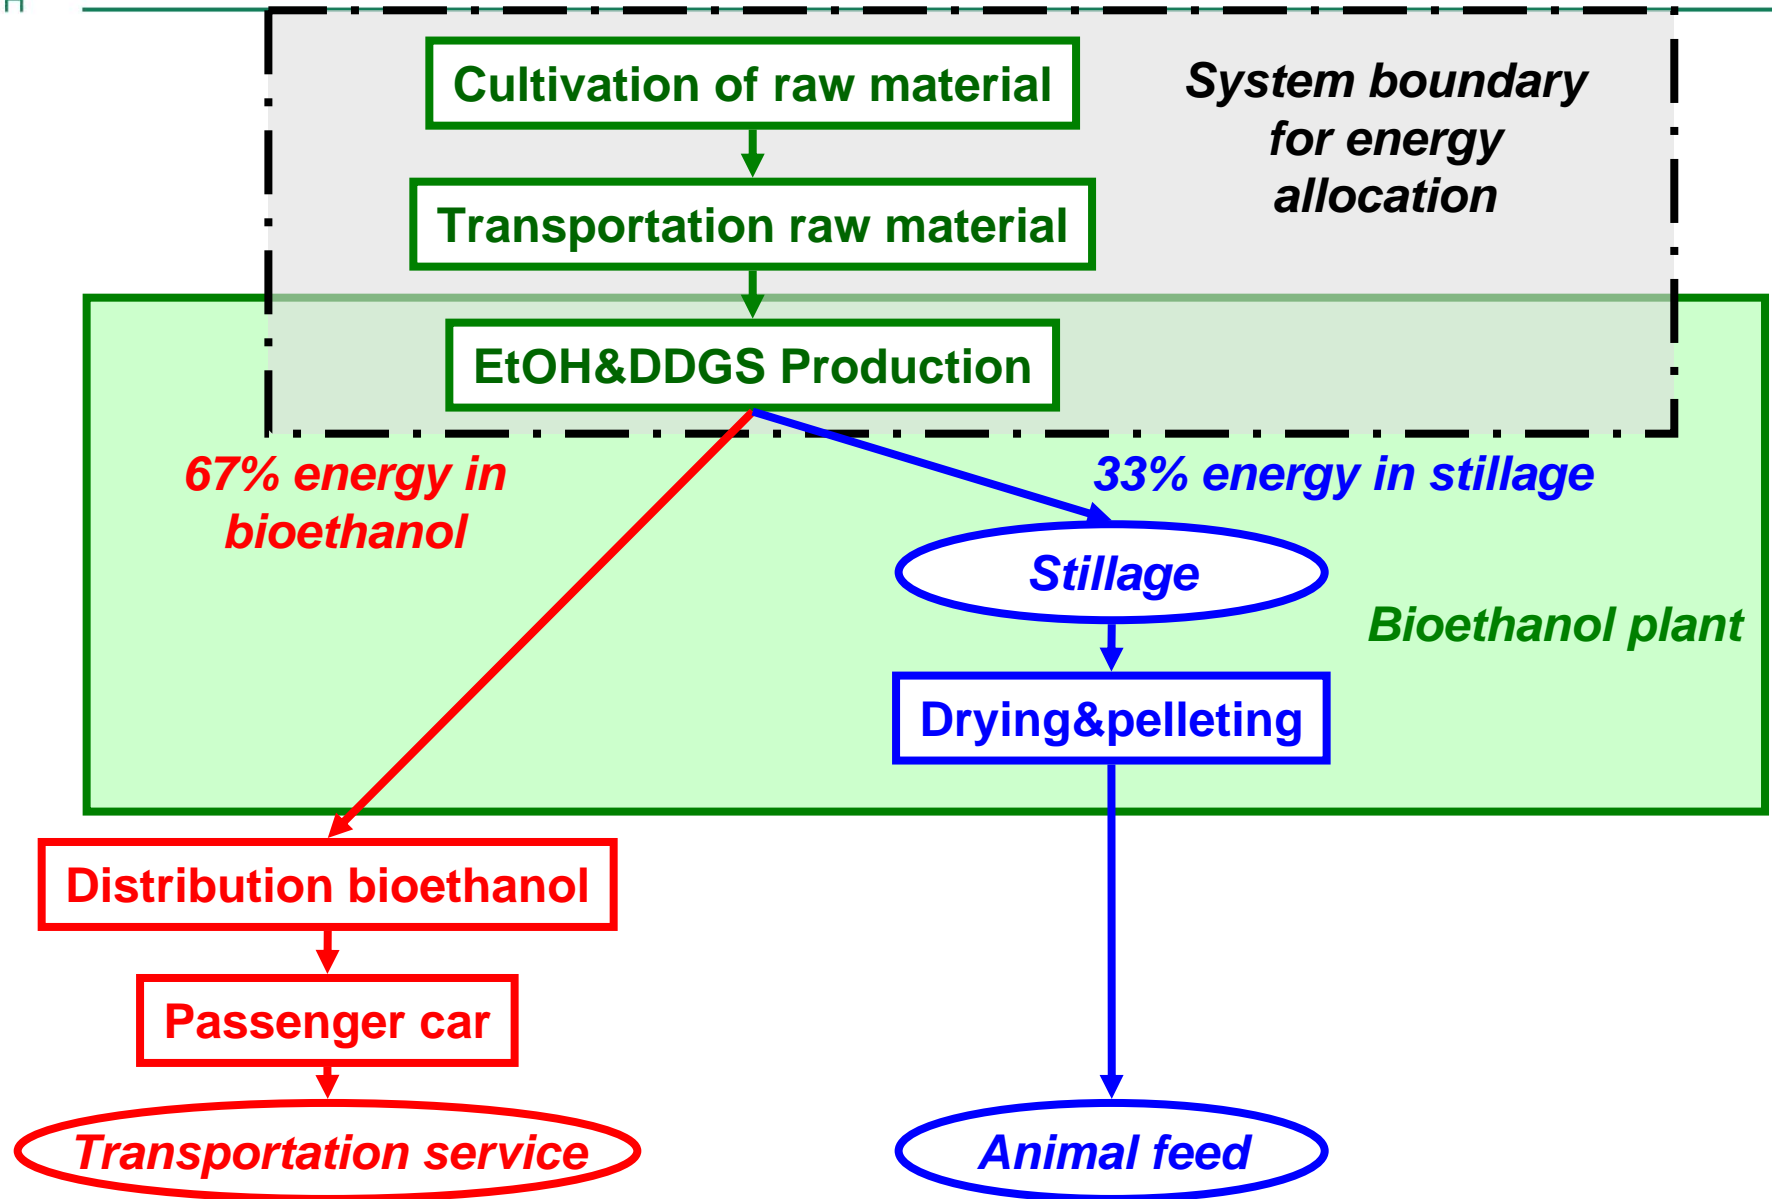 Cultivation of raw material
System boundary
for energy
allocation
Transportation raw material
EtOH&DDGS Production
67% energy in
bioethanol
33% energy in stillage
Stillage
Bioethanol plant
Drying&pelleting
Distribution bioethanol
Passenger car
Transportation service
Animal feed